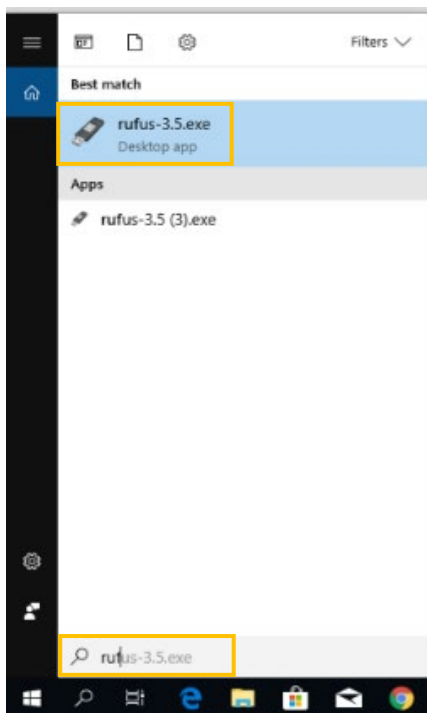 Filters
Best match
rufus-3.5.exe
Desktop app
Apps
rufus-3.5 (3).exe
rufus-3.5.exe